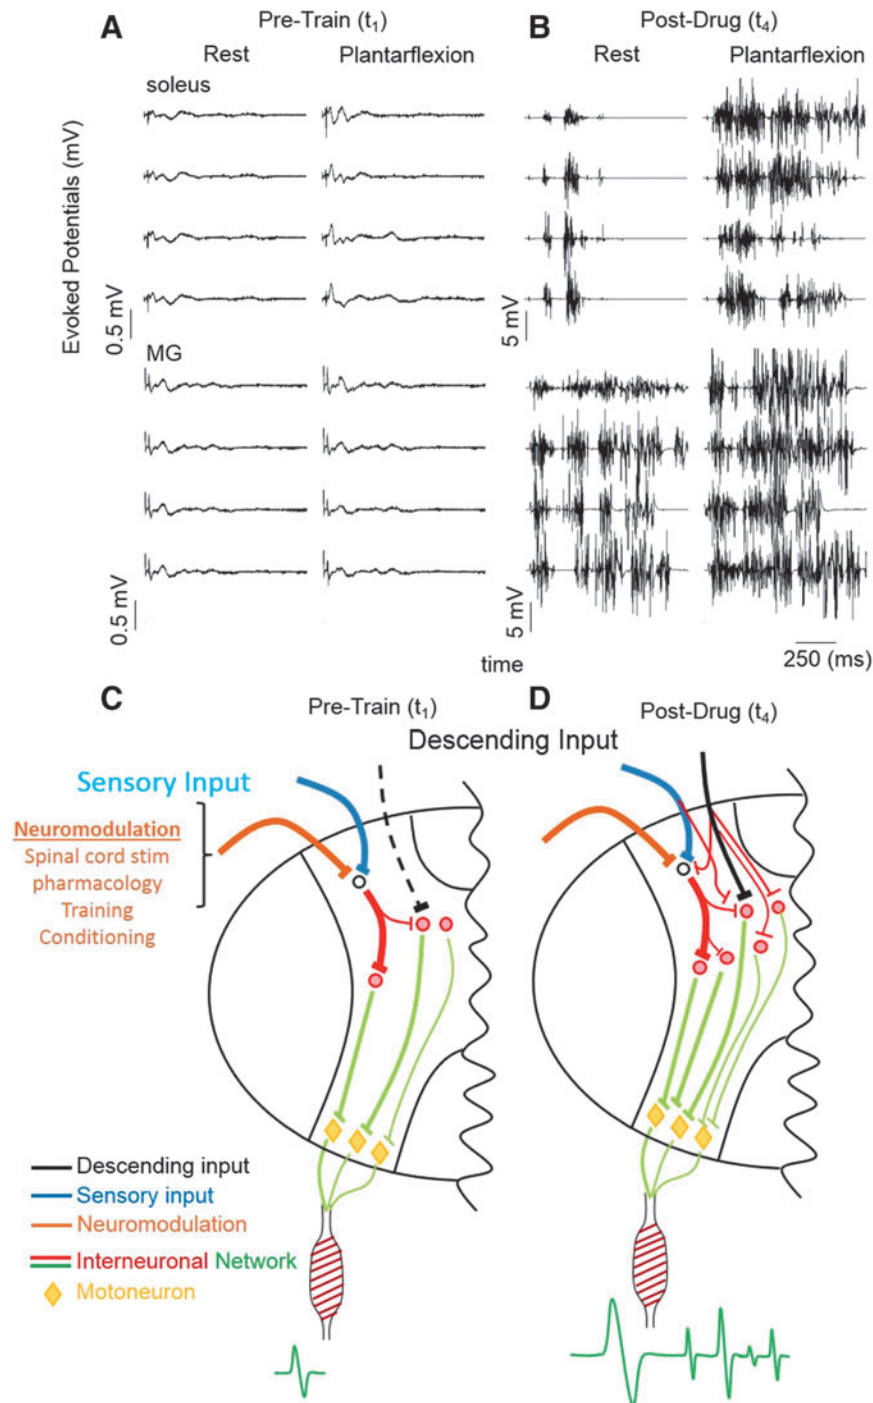 A
Pre-Train (t1)
Rest
Plantarflexion
B
Post-Drug (t4)
Rest
Plantarflexion
soleus
Evoked Potentials (mV)
0.5 mV
5 mV
MG
0.5 mV
5 mV
time
250 (ms)
C
Pre-Train (t1)
D
Post-Drug (t4)
Descending Input
Sensory Input
Neuromodulation
Spinal cord stim
pharmacology
Training
Conditioning
Descending input
Sensory input
Neuromodulation
Interneuronal Network
Motoneuron